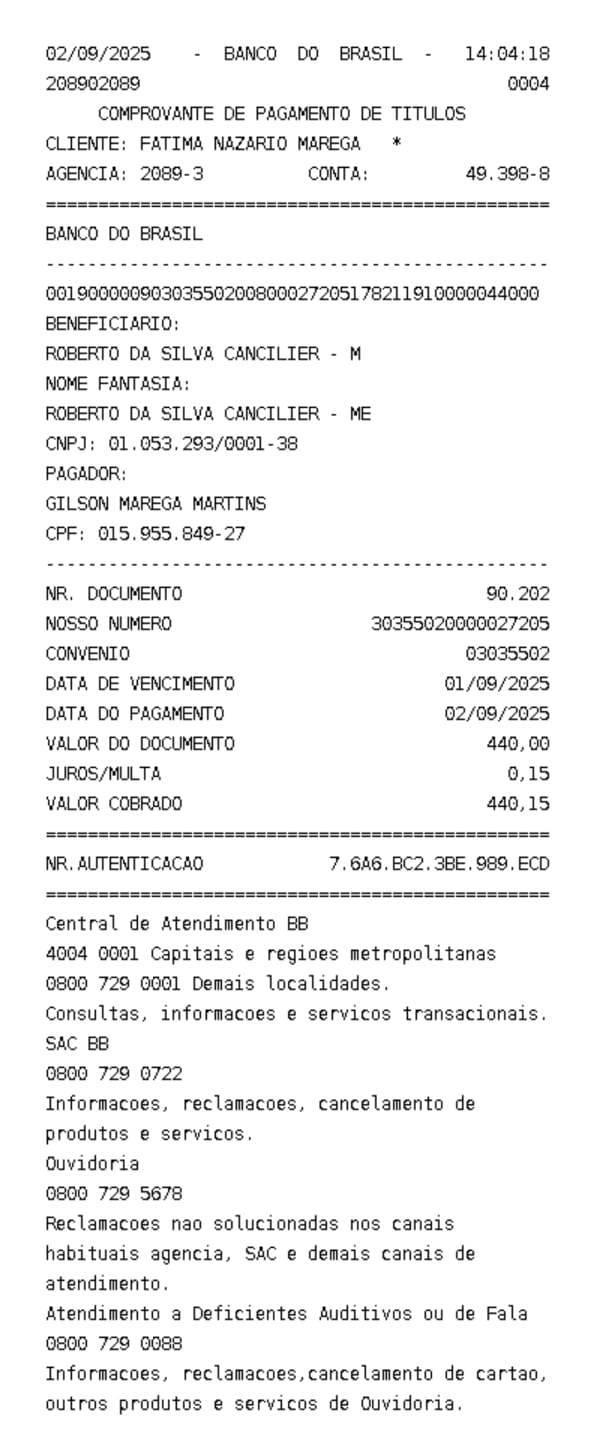 02/09/2025 - BANCO DO BRASIL - 14:04:18
208902089 0004
COMPROVANTE DE PAGAMENTO DE TITULOS
CLIENTE: FATIMA NAZARIO MAREGA *
AGENCIA: 2089-3 CONTA: 49.398-8
================================================
BANCO DO BRASIL
------------------------------------------------
00190000090303550200800027205178211910000044000
BENEFICIARIO:
ROBERTO DA SILVA CANCILIER - M
NOME FANTASIA:
ROBERTO DA SILVA CANCILIER - ME
CNPJ: 01.053.293/0001-38
PAGADOR:
GILSON MAREGA MARTINS
CPF: 015.955.849-27
------------------------------------------------
NR. DOCUMENTO 90.202
NOSSO NUMERO 30355020000027205
CONVENIO 03035502
DATA DE VENCIMENTO 01/09/2025
DATA DO PAGAMENTO 02/09/2025
VALOR DO DOCUMENTO 440,00
JUROS/MULTA 0,15
VALOR COBRADO 440,15
================================================
NR.AUTENTICACAO 7.6A6.BC2.3BE.989.ECD
================================================
Central de Atendimento BB
4004 0001 Capitais e regioes metropolitanas
0800 729 0001 Demais localidades.
Consultas, informacoes e servicos transacionais.
SAC BB
0800 729 0722
Informacoes, reclamacoes, cancelamento de
produtos e servicos.
Ouvidoria
0800 729 5678
Reclamacoes nao solucionadas nos canais
habituais agencia, SAC e demais canais de
atendimento.
Atendimento a Deficientes Auditivos ou de Fala
0800 729 0088
Informacoes, reclamacoes,cancelamento de cartao,
outros produtos e servicos de Ouvidoria.